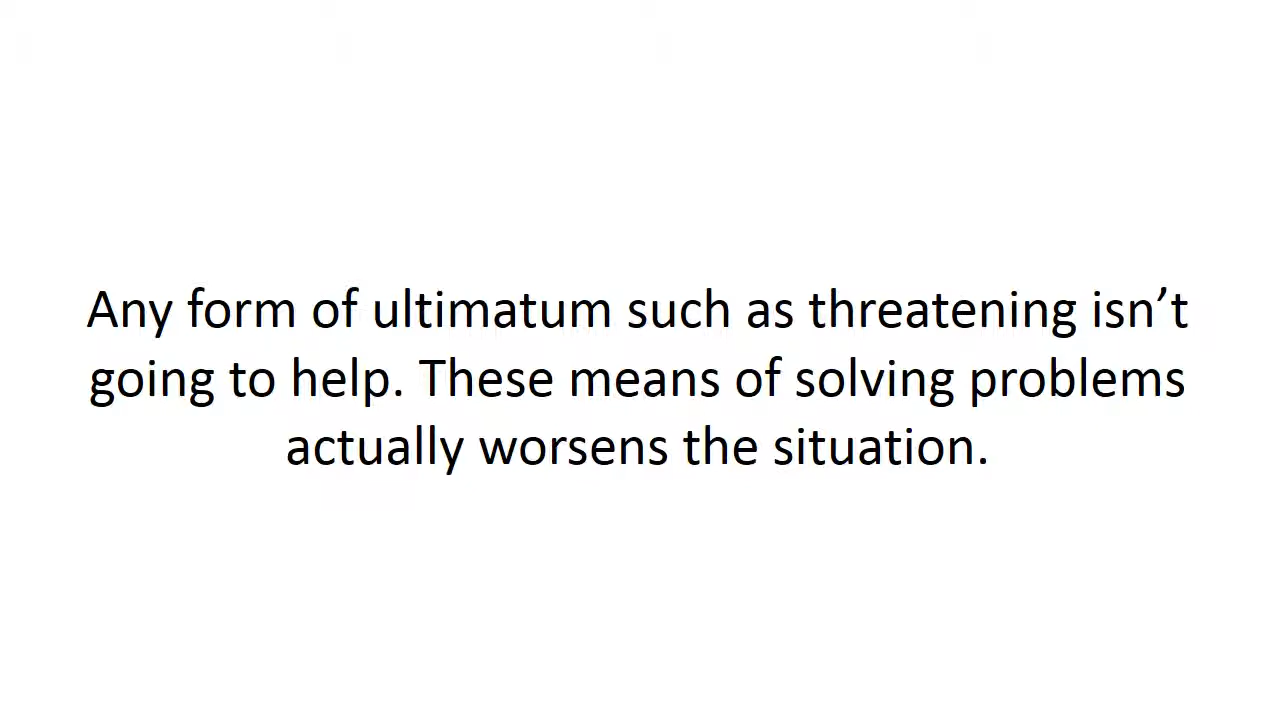 Any form of ultimatum such as threatening isn’t
going to help. These means of solving problems
actually worsens the situation.